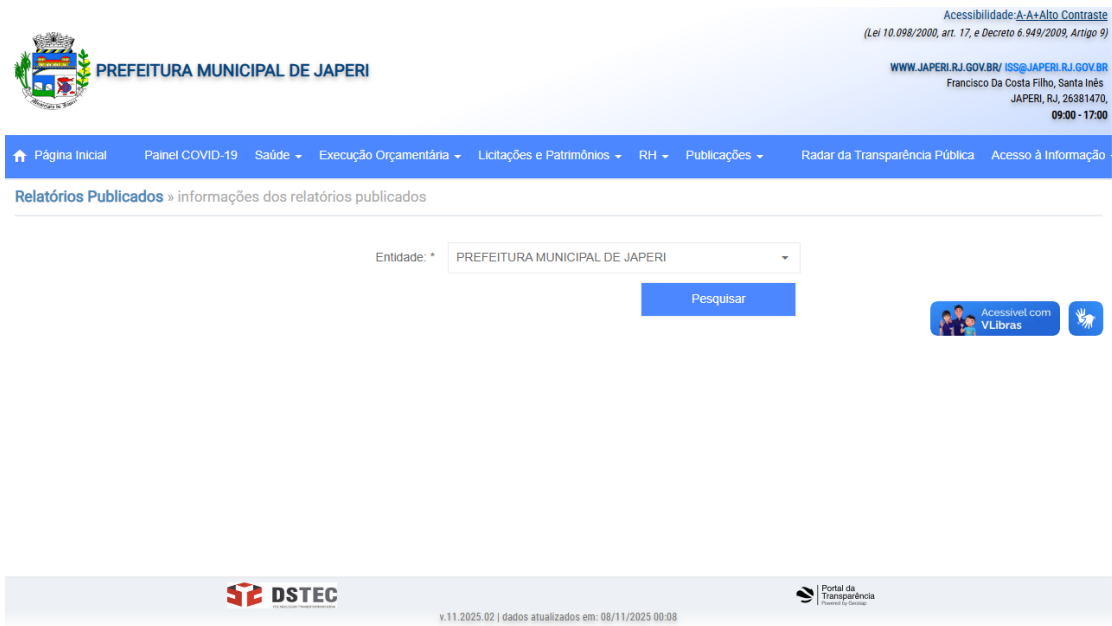 Acessibilidade:A-A+Alto Contraste
(Lei 10.098/2000, art. 17, e Decreto 6.949/2009, Artigo 9)
PREFEITURA MUNICIPAL DE JAPERI
WWW.JAPERI.RJ.GOV.BR/ ISS@JAPERI.RJ.GOV.BR
Francisco Da Costa Filho, Santa Inês
JAPERI, RJ, 26381470,
09:00 - 17:00
Página Inicial Painel COVID-19 Saúde Execução Orçamentária Licitações e Patrimônios RH Publicações Radar da Transparência Pública Acesso à Informação
Relatórios Publicados » informações dos relatórios publicados
Entidade: * PREFEITURA MUNICIPAL DE JAPERI
Pesquisar
Acessível com
VLibras
DSTEC
Portal da
Transparência
v.11.2025.02 | dados atualizados em: 08/11/2025 00:08